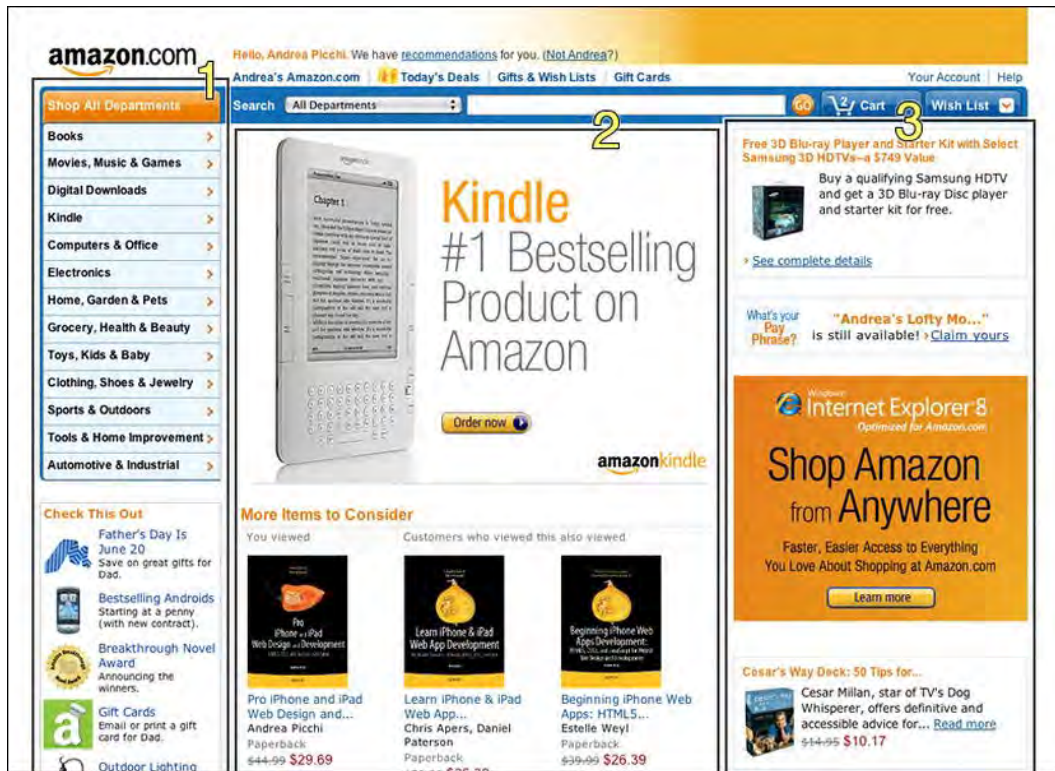 amazon.com
Hello, Andrea Picchi. We have recommendations for you. (Not Andrea?)
Andrea's Amazon.com
Today's Deals
Gifts & Wish Lists
Gift Cards
Your Account
Help
1
Shop All Departments
Search
All Departments
GO
2
Cart
Wish List
2
3
Books
Movies, Music & Games
Digital Downloads
Kindle
Computers & Office
Electronics
Home, Garden & Pets
Grocery, Health & Beauty
Toys, Kids & Baby
Clothing, Shoes & Jewelry
Sports & Outdoors
Tools & Home Improvement
Automotive & Industrial
Check This Out
Father's Day Is
June 20
Save on great gifts for
Dad.
Bestselling Androids
Starting at a penny
(with new contract).
Breakthrough Novel
Award
Announcing the
winners.
Gift Cards
Email or print a gift
card for Dad.
Outdoor Lighting
amazonkindle
Chapter 1
Kindle
#1 Bestselling
Product on
Amazon
Order now
amazonkindle
More Items to Consider
You viewed
Customers who viewed this also viewed
Pro
iPhone and iPad
Web Design and Development
Pro iPhone and iPad
Web Design and...
Andrea Picchi
Paperback
$44.99 $29.69
Learn iPhone & iPad
Web App Development
Learn iPhone & iPad
Web App...
Chris Apers, Daniel
Paterson
Paperback
Beginning iPhone Web
Apps Development:
Beginning iPhone Web
Apps: HTML5...
Estelle Weyl
Paperback
$39.99 $26.39
Free 3D Blu-ray Player and Starter Kit with Select
Samsung 3D HDTVs--a $749 Value
Buy a qualifying Samsung HDTV
and get a 3D Blu-ray Disc player
and starter kit for free.
See complete details
What's your
Pay
Phrase?
"Andrea's Lofty Mo..."
is still available! Claim yours
Windows
Internet Explorer 8
Optimized for Amazon.com
Shop Amazon
from Anywhere
Faster, Easier Access to Everything
You Love About Shopping at Amazon.com
Learn more
Cesar's Way Deck: 50 Tips for...
Cesar Milan, star of TV's Dog
Whisperer, offers definitive and
accessible advice for... Read more
$14.95 $10.17